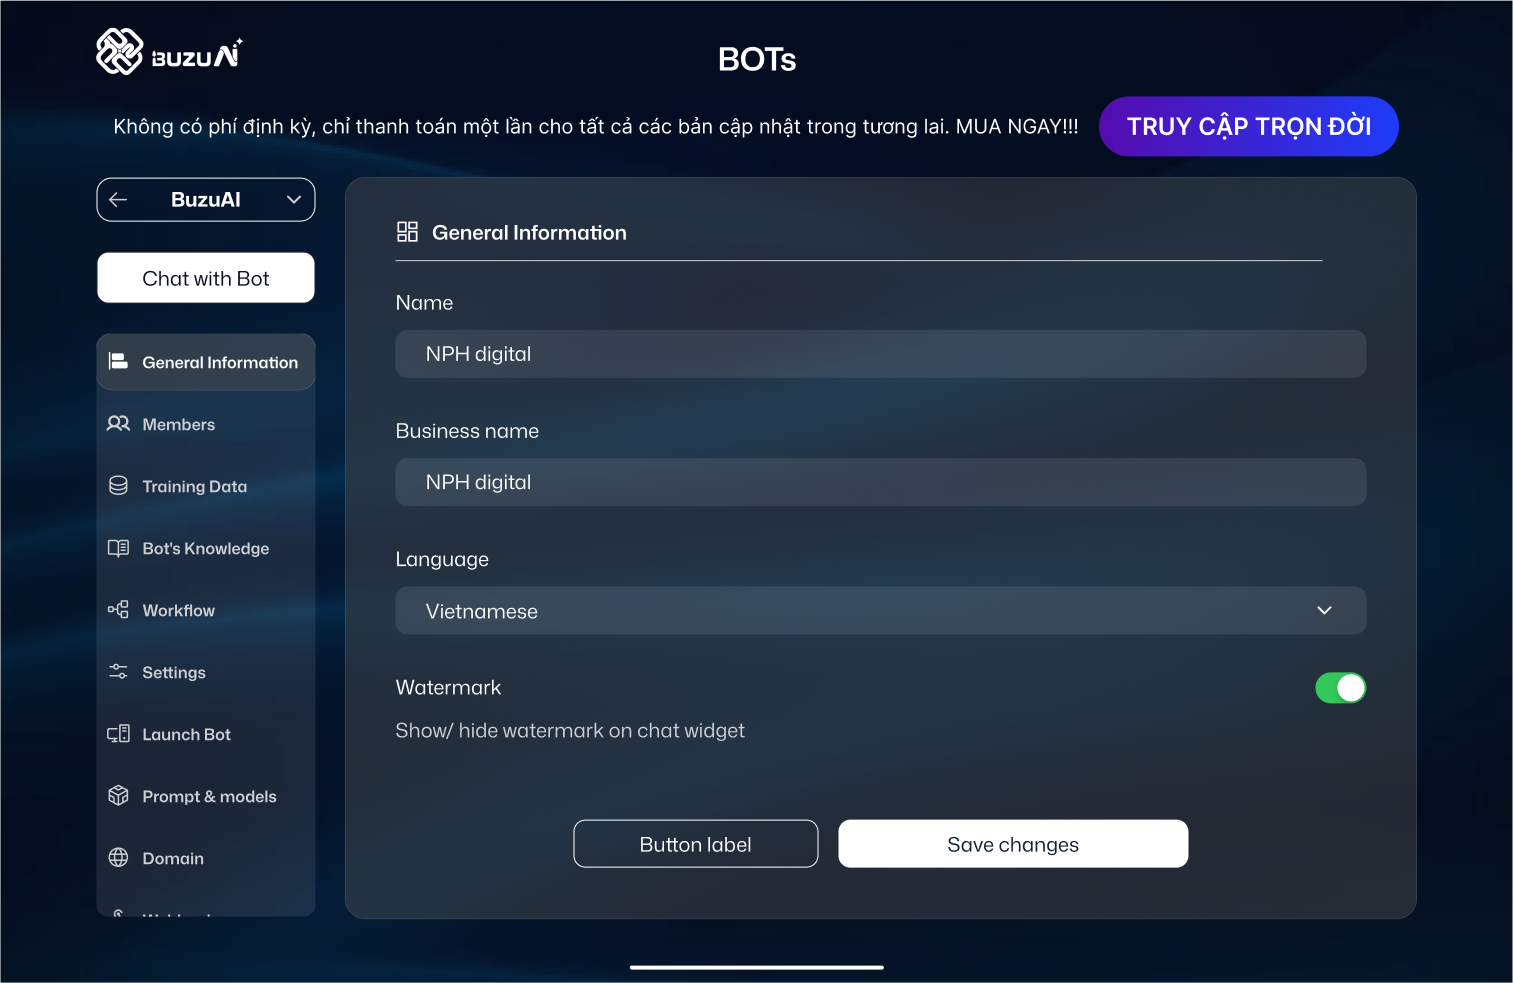 BUZU AI
BOTs
Không có phí định kỳ, chỉ thanh toán một lần cho tất cả các bản cập nhật trong tương lai. MUA NGAY!!!
TRUY CẬP TRỌN ĐỜI
BuzuAI
Chat with Bot
General Information
Members
Training Data
Bot's Knowledge
Workflow
Settings
Launch Bot
Prompt & models
Domain
General Information
Name
NPH digital
Business name
NPH digital
Language
Vietnamese
Watermark
Show/ hide watermark on chat widget
Button label
Save changes